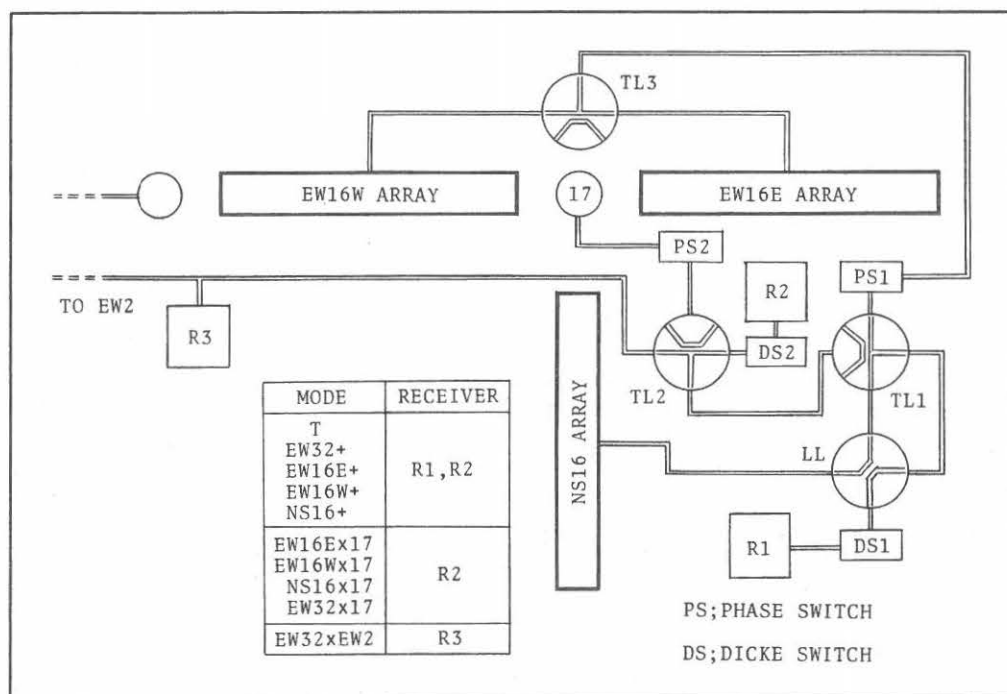 TL3
EW16W ARRAY
17
EW16E ARRAY
PS2
PS1
R2
TO EW2
R3
DS2
TL2
TL1
NS16 ARRAY
LL
R1
DS1
MODE RECEIVER
T
EW32+
EW16E+
EW16W+
NS16+
R1,R2
EW16Ex17
EW16Wx17
NS16x17
EW32x17
R2
EW32xEW2 R3
PS;PHASE SWITCH
DS;DICKE SWITCH